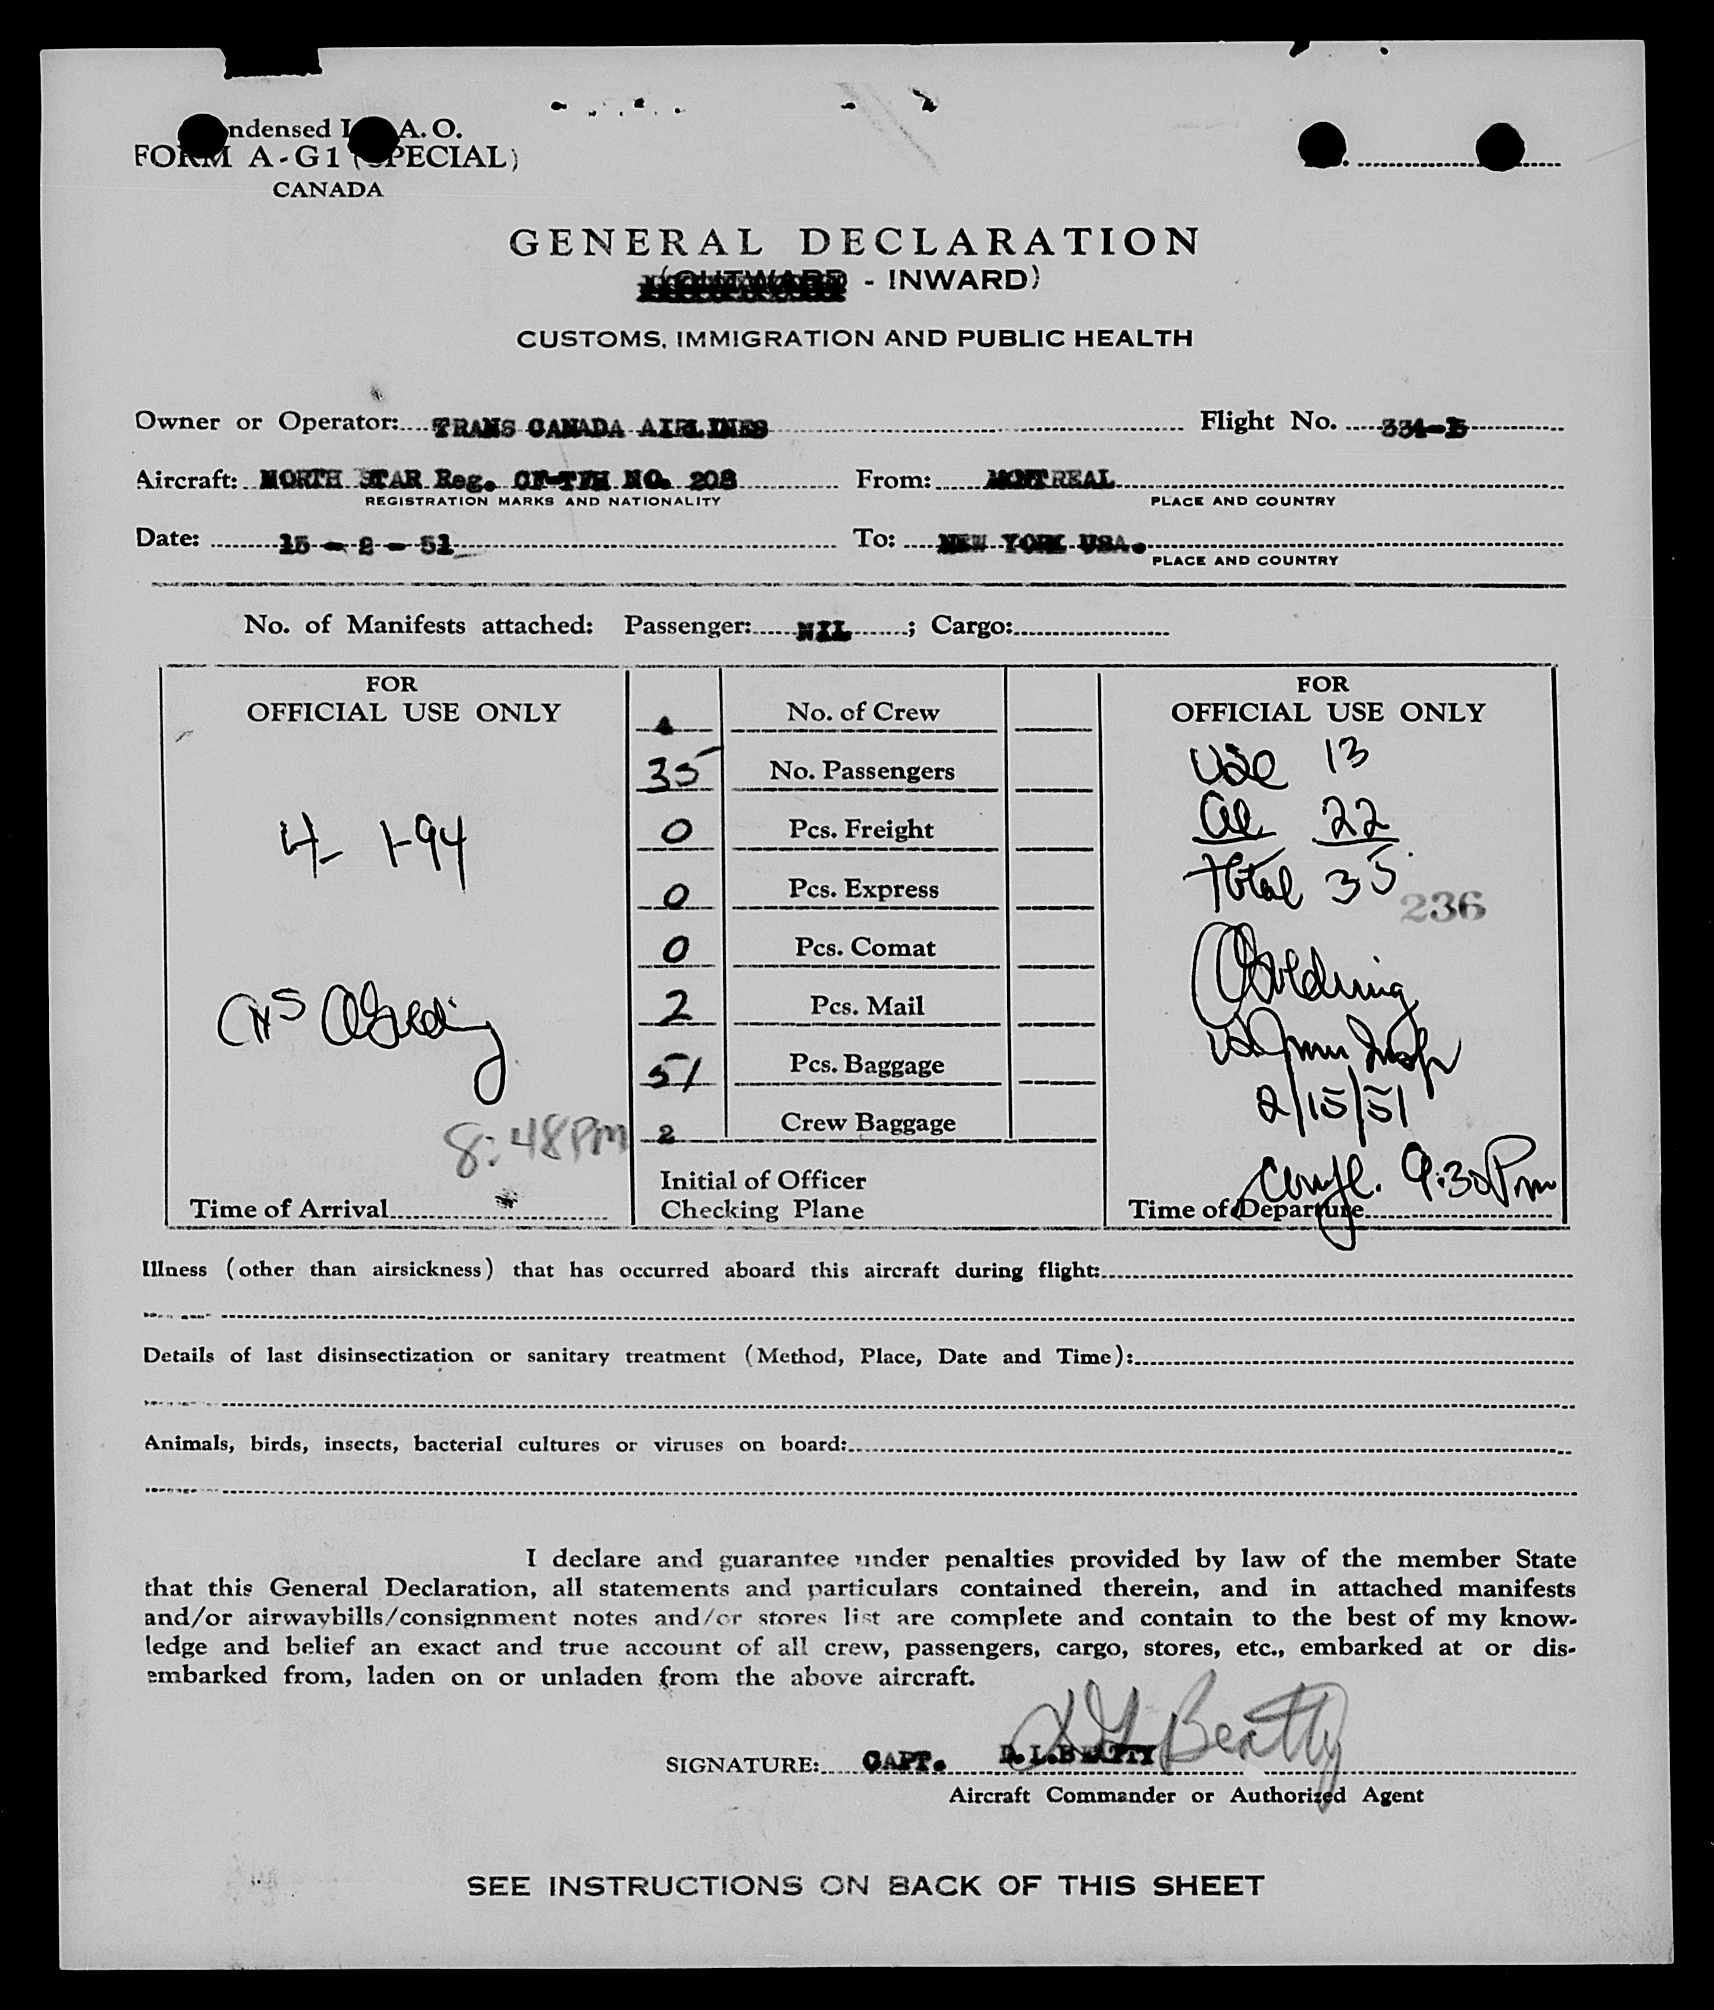 ndensed I A. O.
FORM A-G1 (SPECIAL)
CANADA
GENERAL DECLARATION
(OUTWARD - INWARD)
CUSTOMS, IMMIGRATION AND PUBLIC HEALTH
Owner or Operator: TRANS CANADA AIRLINES Flight No. 334-
Aircraft: NORTH STAR Reg. NO. 208 From: MONTREAL
REGISTRATION MARKS AND NATIONALITY PLACE AND COUNTRY
Date: 15 - 2 - 51 To: NEW YORK USA.
PLACE AND COUNTRY
No. of Manifests attached: Passenger: NIL ; Cargo:
FOR
OFFICIAL USE ONLY
4- 1-94
8:48 PM
Time of Arrival
4 No. of Crew
35 No. Passengers
0 Pcs. Freight
0 Pcs. Express
0 Pcs. Comat
2 Pcs. Mail
51 Pcs. Baggage
2 Crew Baggage
Initial of Officer
Checking Plane
FOR
OFFICIAL USE ONLY
USC 13
Al 22
Total 35
236
US Imm Insp
2/15/51
Compl. 9:30 Pm
Time of Departure
Illness (other than airsickness) that has occurred aboard this aircraft during flight:
Details of last disinsectization or sanitary treatment (Method, Place, Date and Time):
Animals, birds, insects, bacterial cultures or viruses on board:
I declare and guarantee under penalties provided by law of the member State
that this General Declaration, all statements and particulars contained therein, and in attached manifests
and/or airwaybills/consignment notes and/or stores list are complete and contain to the best of my know-
ledge and belief an exact and true account of all crew, passengers, cargo, stores, etc., embarked at or dis-
embarked from, laden on or unladen from the above aircraft.
SIGNATURE: CAPT. D. L. BEATTY D L Beatty
Aircraft Commander or Authorized Agent
SEE INSTRUCTIONS ON BACK OF THIS SHEET